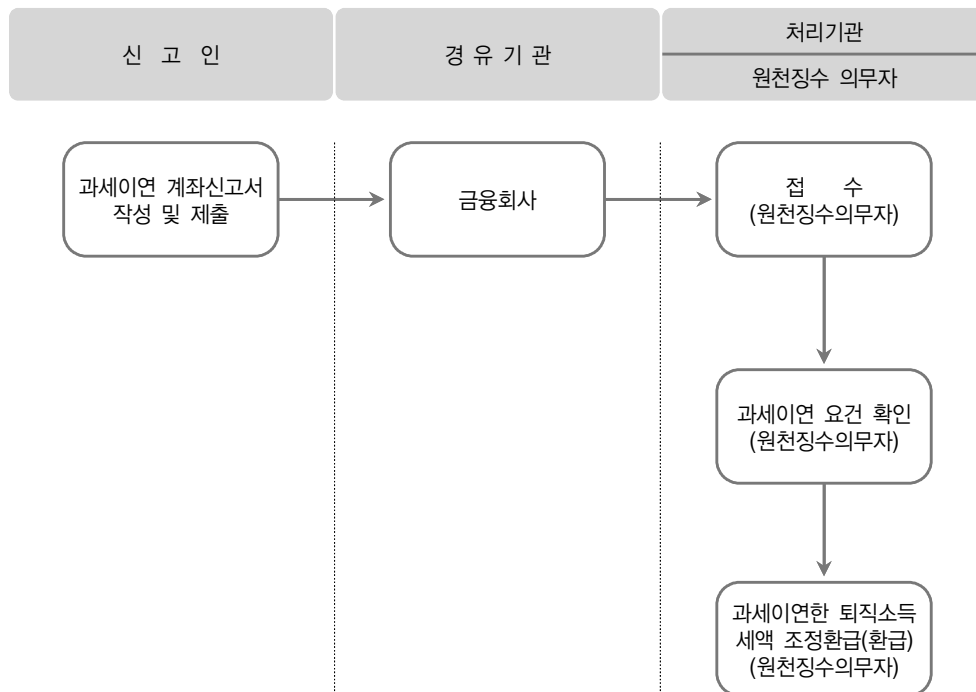 신 고 인
경 유 기 관
처리기관
원천징수 의무자
과세이연 계좌신고서
작성 및 제출
금융회사
접 수
(원천징수의무자)
과세이연 요건 확인
(원천징수의무자)
과세이연한 퇴직소득
세액 조정환급(환급)
(원천징수의무자)